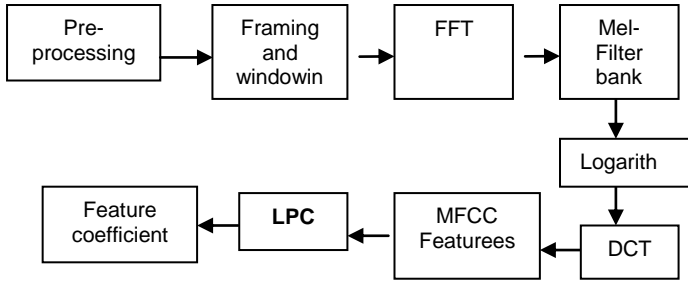 Pre-
processing
Framing
and
windowin
FFT
Mel-
Filter
bank
Logarith
DCT
MFCC
Featurees
LPC
Feature
coefficient